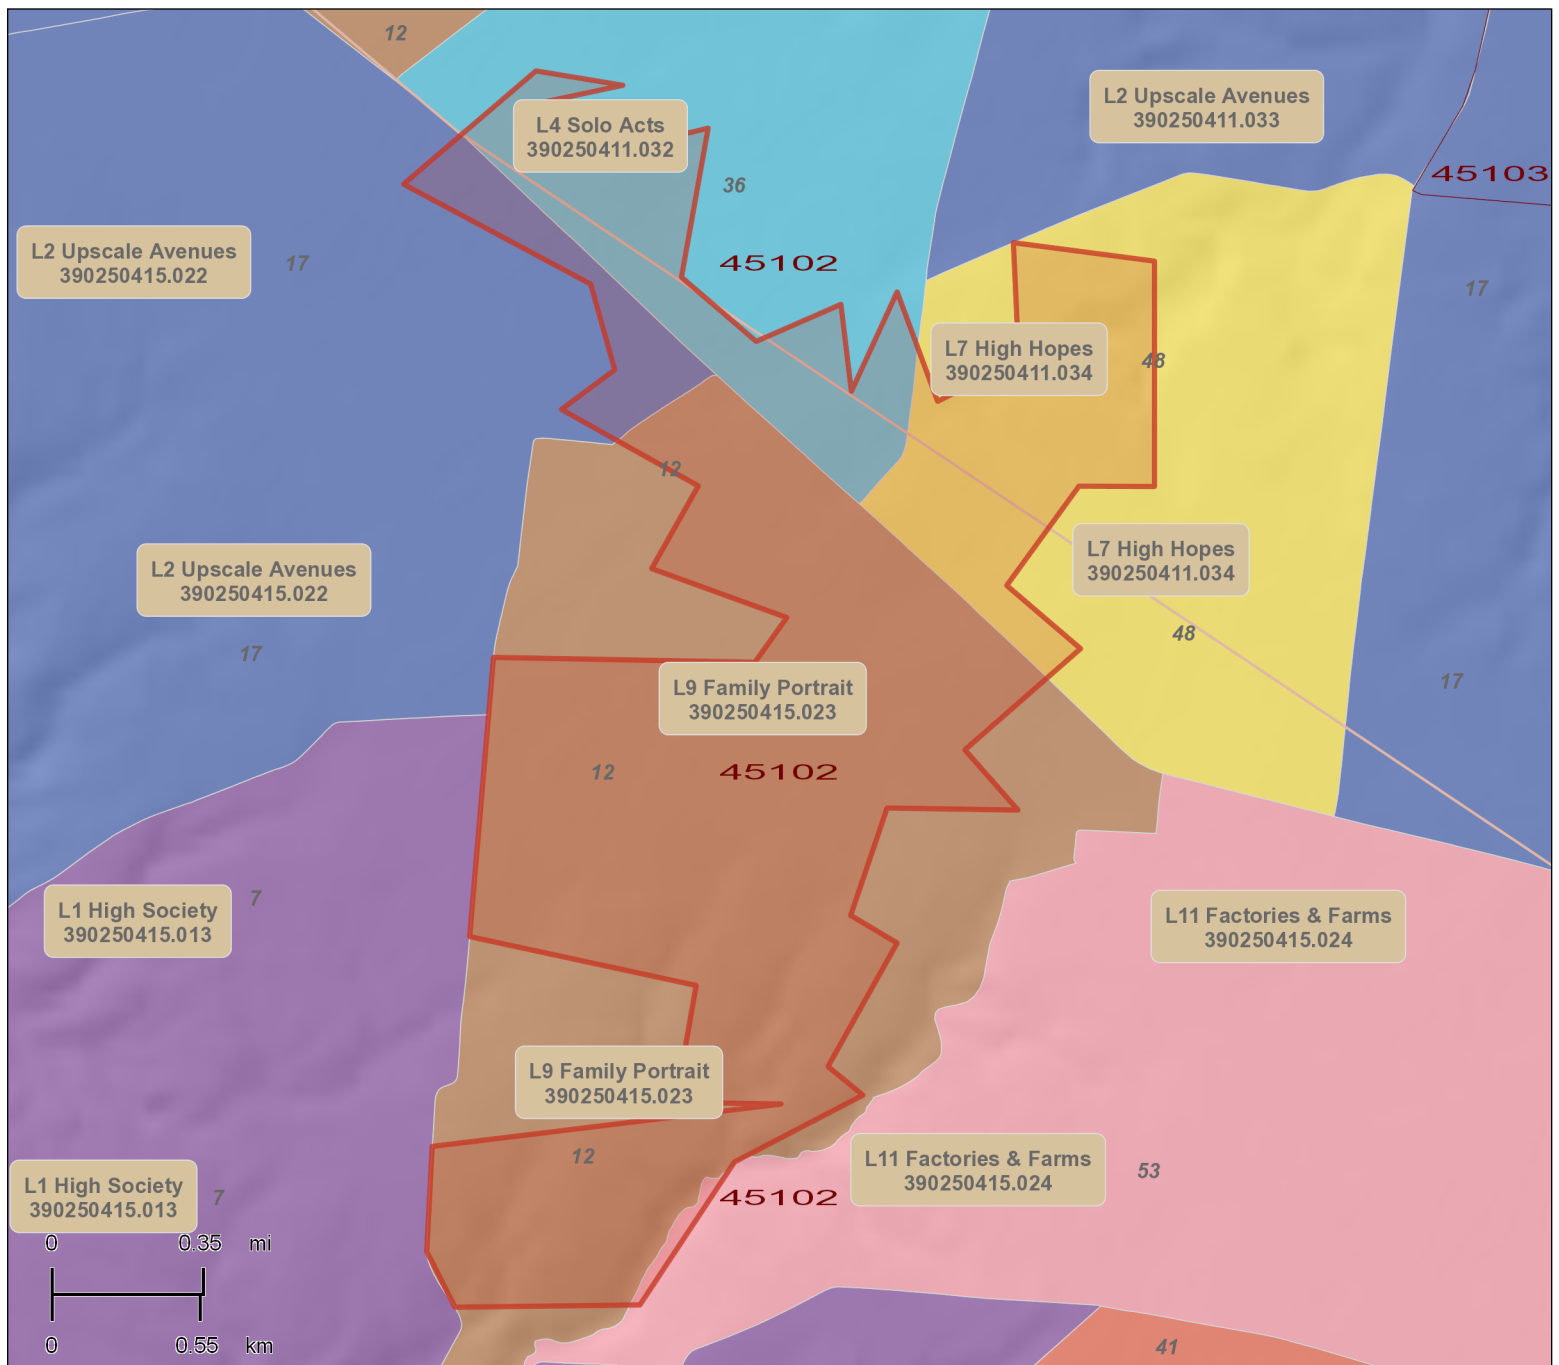 12
L2 Upscale Avenues
390250411.033
L4 Solo Acts
390250411.032
45103
36
L2 Upscale Avenues
390250415.022
17
45102
17
L7 High Hopes
390250411.034
48
12
L7 High Hopes
390250411.034
L2 Upscale Avenues
390250415.022
48
17
17
L9 Family Portrait
390250415.023
12
45102
7
L1 High Society
390250415.013
L11 Factories & Farms
390250415.024
L9 Family Portrait
390250415.023
12
L11 Factories & Farms
390250415.024
53
L1 High Society
390250415.013
7
45102
0 0.35 mi
0 0.55 km
41